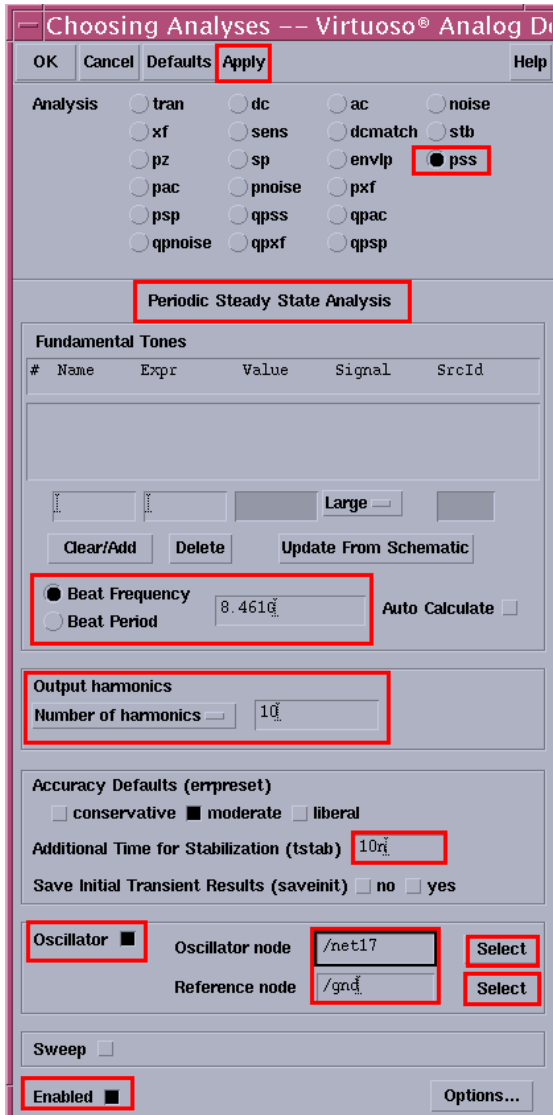 Choosing Analyses -- Virtuoso® Analog De
OK Cancel Defaults Apply Help
Analysis tran dc ac noise
xf sens dcmatch stb
pz sp envlp pss
pac pnoise pxf
psp qpss qpac
qpnoise qpxf qpsp
Periodic Steady State Analysis
Fundamental Tones
# Name Expr Value Signal SrcId
Large
Clear/Add Delete Update From Schematic
Beat Frequency
8.461G Auto Calculate
Beat Period
Output harmonics
Number of harmonics 10
Accuracy Defaults (errpreset)
conservative moderate liberal
Additional Time for Stabilization (tstab) 10n
Save Initial Transient Results (saveinit) no yes
Oscillator Oscillator node /net17 Select
Reference node /gnd Select
Sweep
Enabled Options...